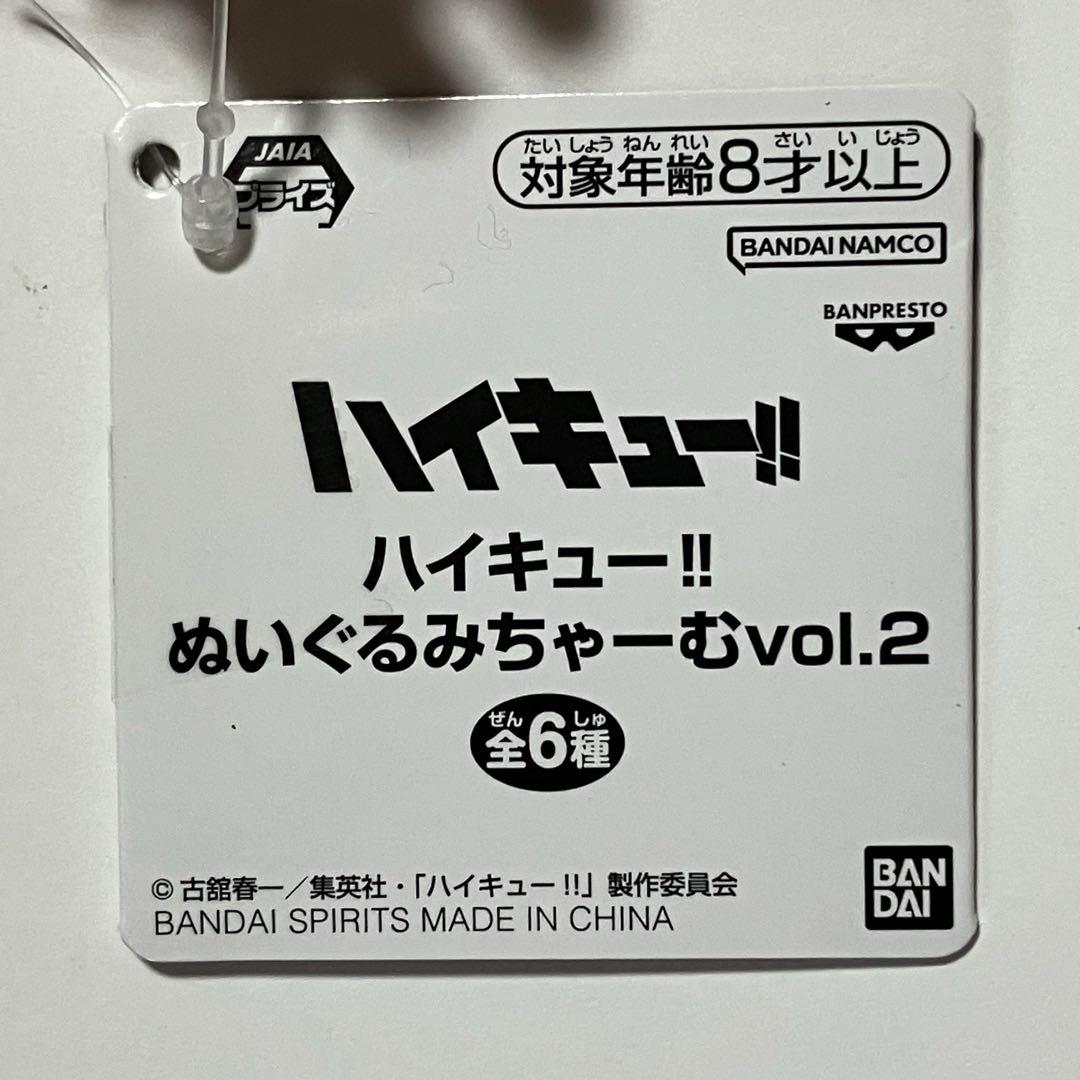 JAIA
プライズ
たいしょうねんれい さいいじょう
対象年齢8才以上
BANDAI NAMCO
BANPRESTO
ハイキュー!!
ハイキュー!!
ぬいぐるみちゃーむvol.2
ぜん しゅ
全6種
©古舘春一／集英社・「ハイキュー!!」製作委員会
BANDAI SPIRITS MADE IN CHINA
BAN
DAI